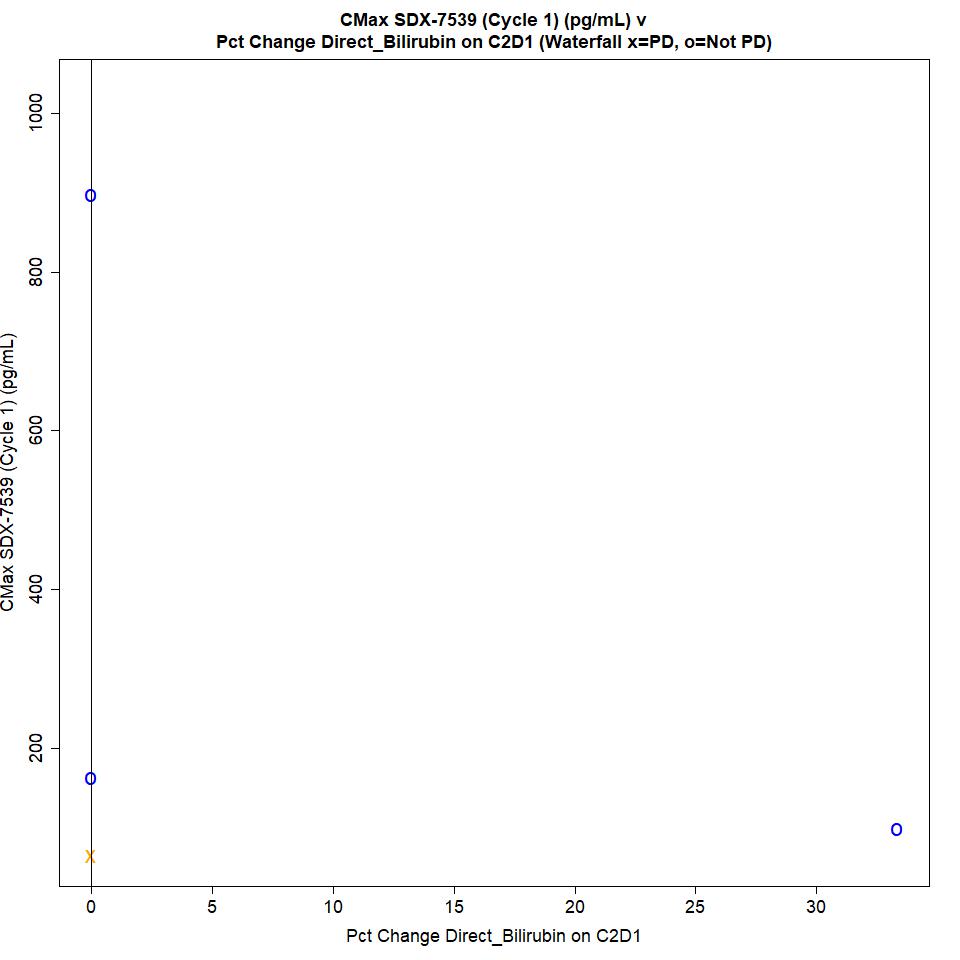 CMax SDX-7539 (Cycle 1) (pg/mL) v
Pct Change Direct_Bilirubin on C2D1 (Waterfall x=PD, o=Not PD)
CMax SDX-7539 (Cycle 1) (pg/mL)
1000
800
600
400
200
O
O
O
X
0 5 10 15 20 25 30
Pct Change Direct_Bilirubin on C2D1